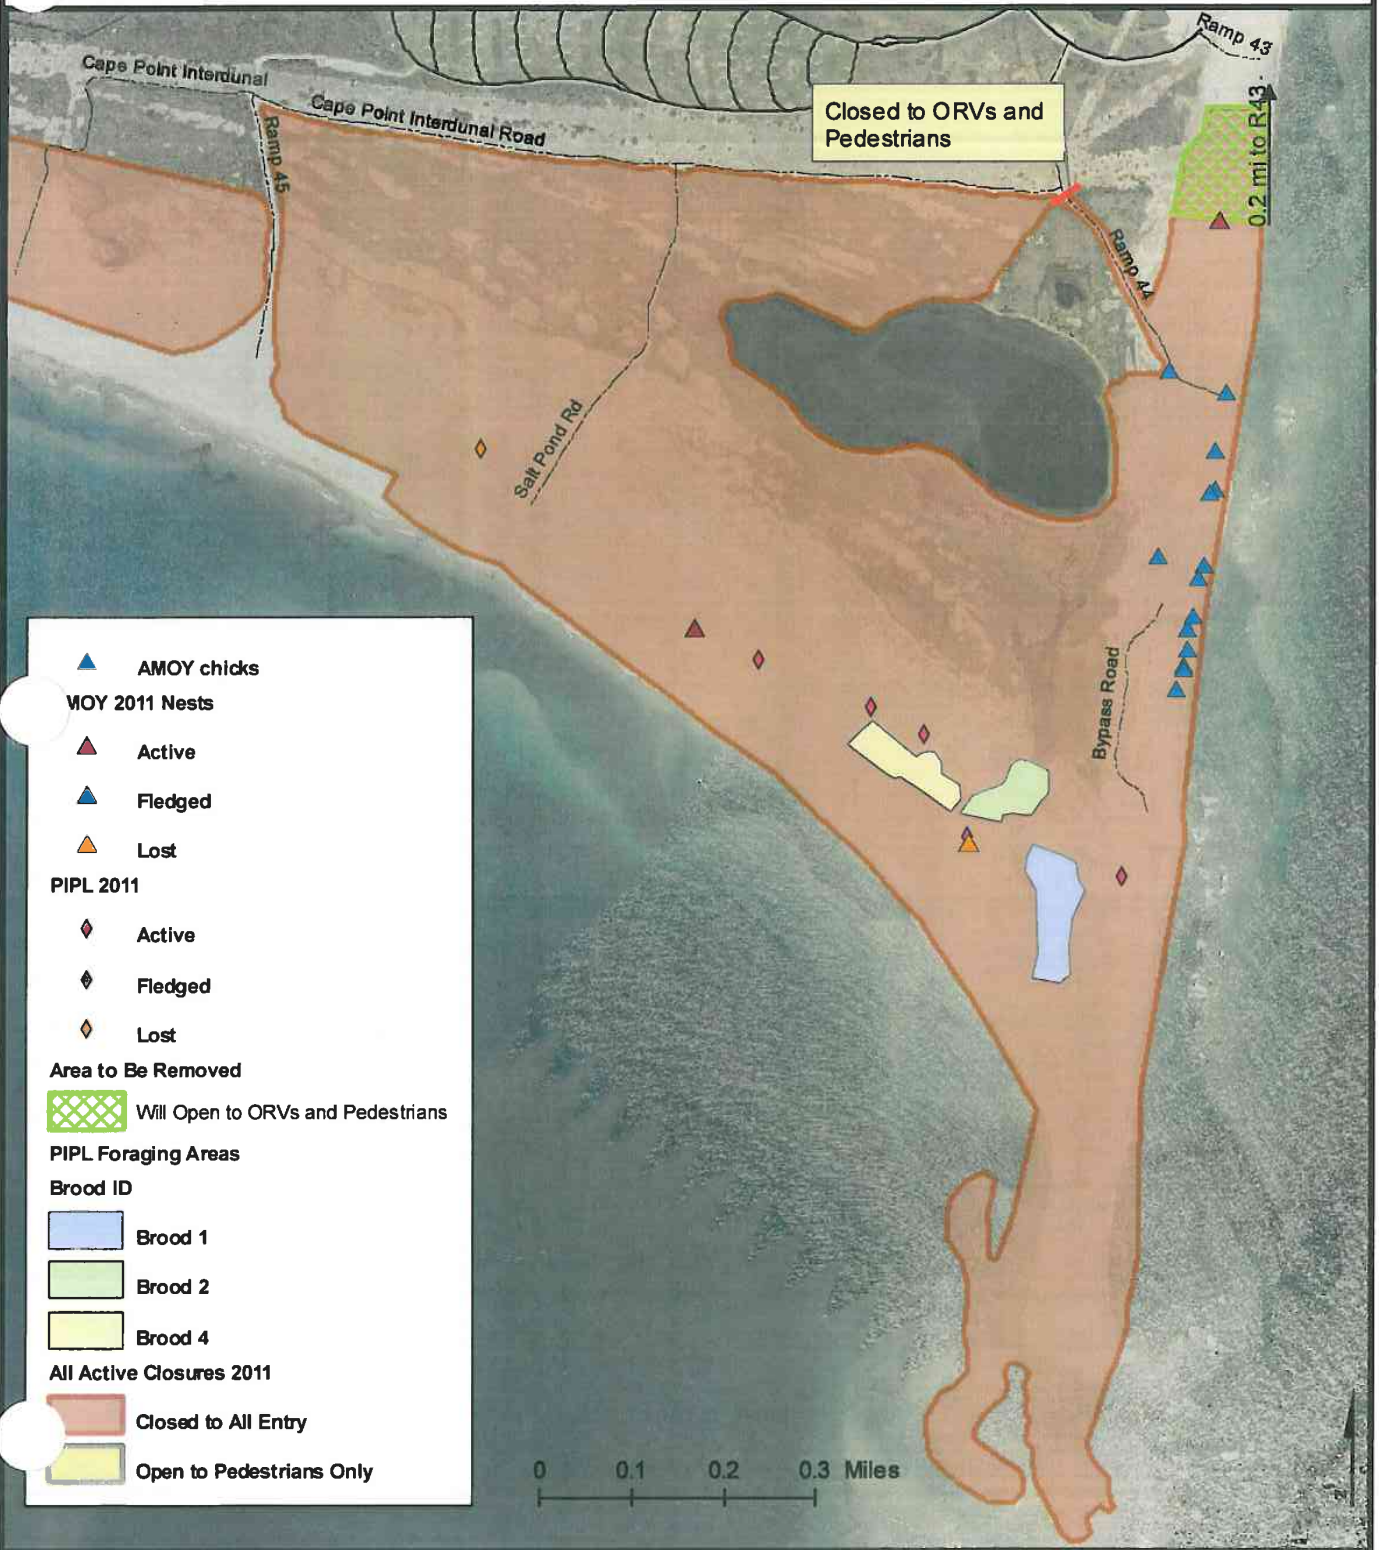 Ramp 43
Cape Point Interdunal
Cape Point Interdunal Road
Closed to ORVs and
Pedestrians
Ramp 45
0.2 mi to R43
Ramp 44
Salt Pond Rd
Bypass Road
AMOY chicks
MOY 2011 Nests
Active
Fledged
Lost
PIPL 2011
Active
Fledged
Lost
Area to Be Removed
Will Open to ORVs and Pedestrians
PIPL Foraging Areas
Brood ID
Brood 1
Brood 2
Brood 4
All Active Closures 2011
Closed to All Entry
Open to Pedestrians Only
0 0.1 0.2 0.3 Miles
N